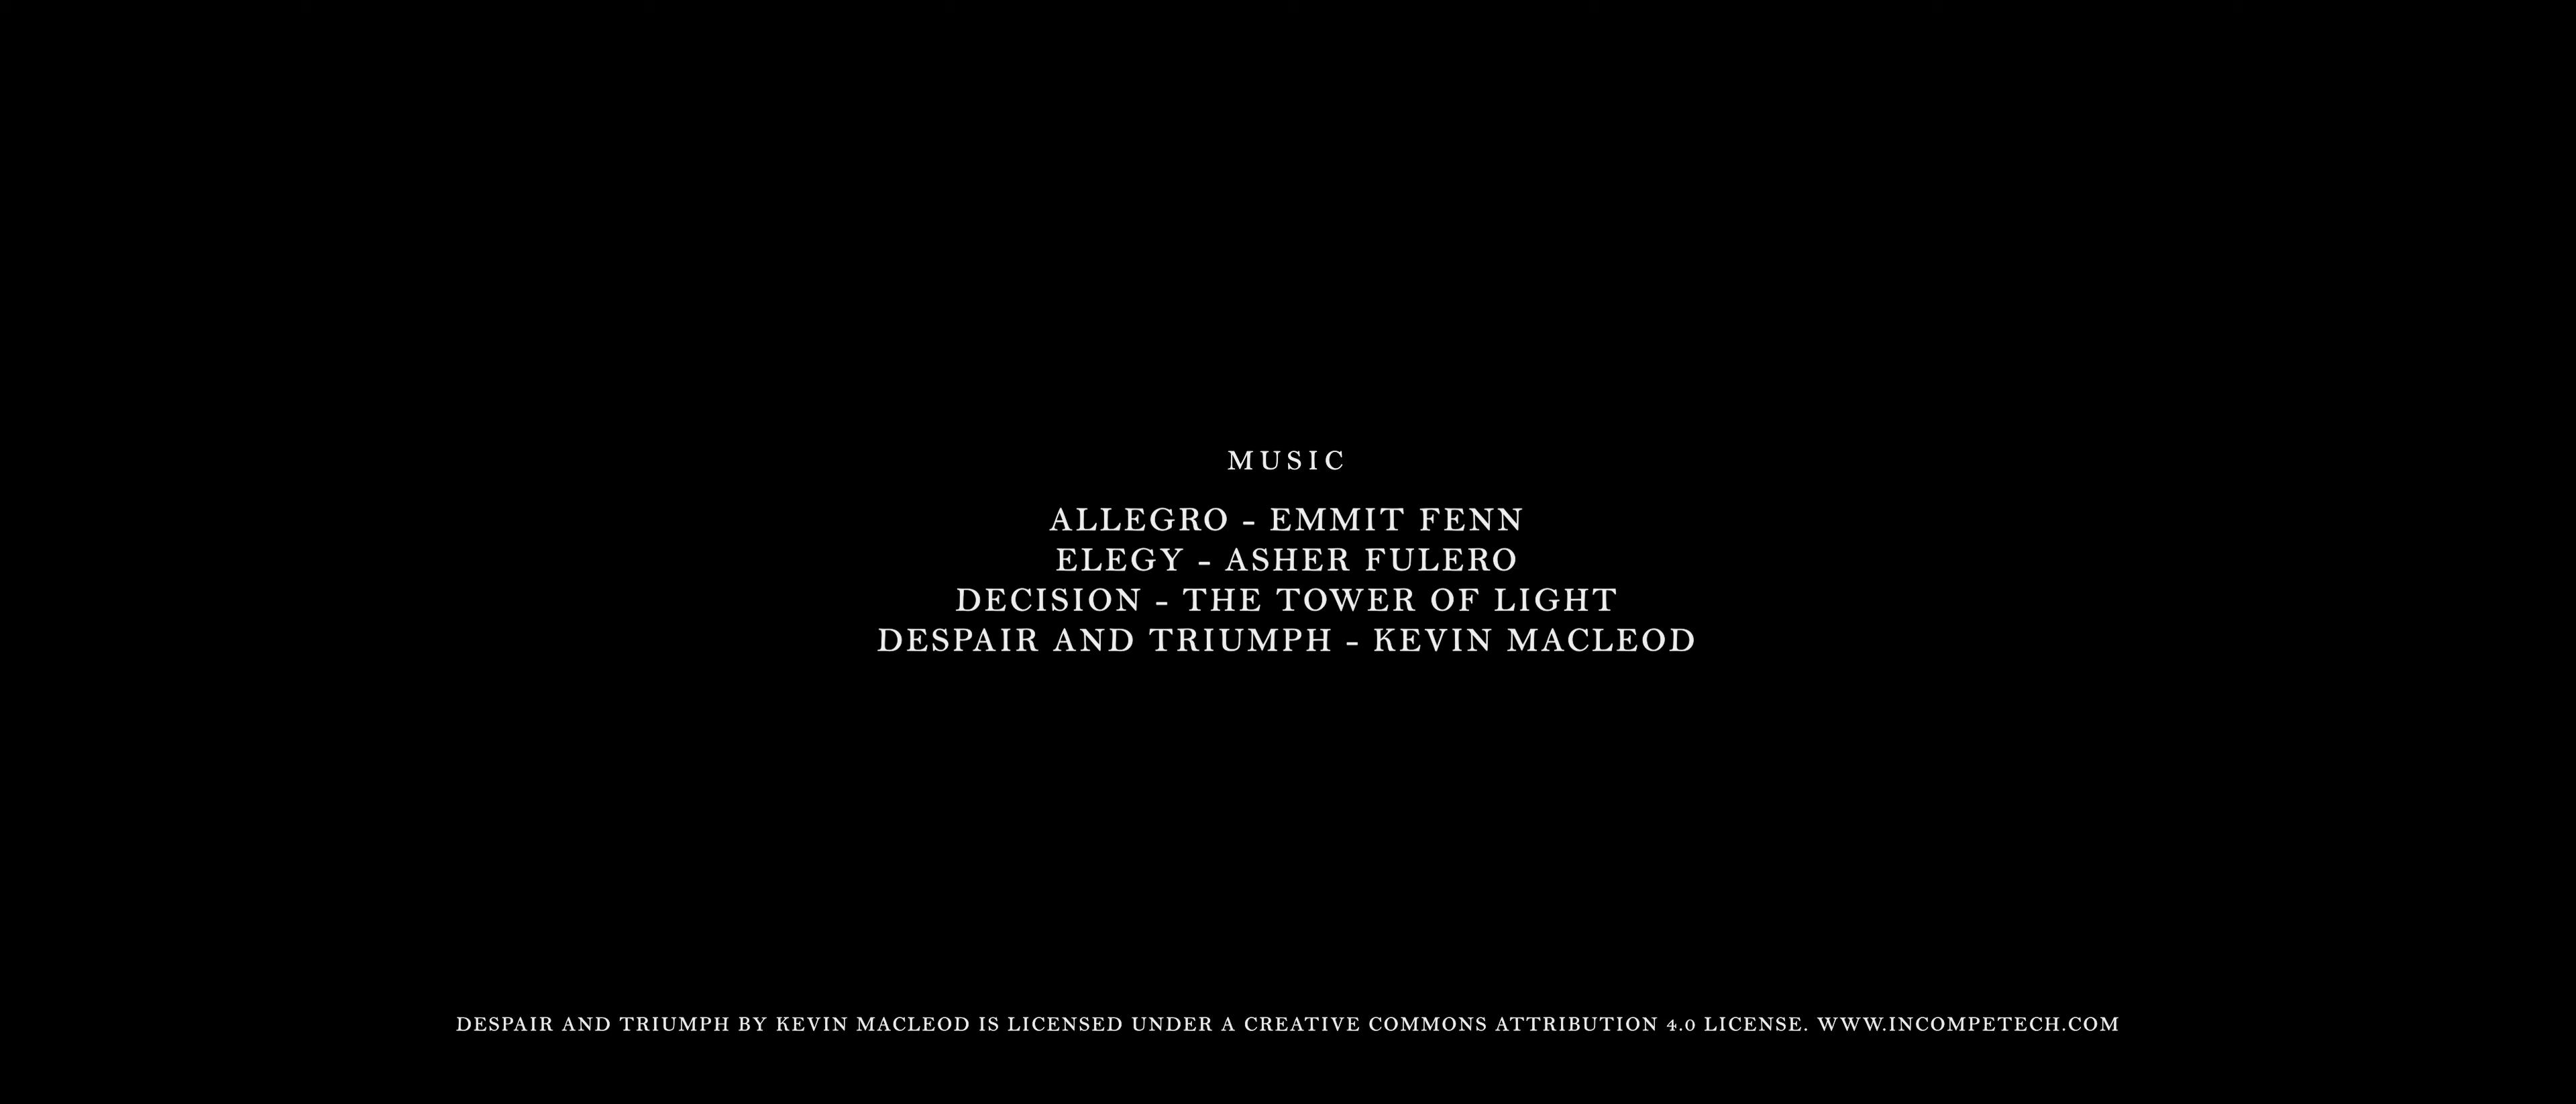 MUSIC
ALLEGRO - EMMIT FENN
ELEGY - ASHER FULERO
DECISION - THE TOWER OF LIGHT
DESPAIR AND TRIUMPH - KEVIN MACLEOD
DESPAIR AND TRIUMPH BY KEVIN MACLEOD IS LICENSED UNDER A CREATIVE COMMONS ATTRIBUTION 4.0 LICENSE. WWW.INCOMPETECH.COM